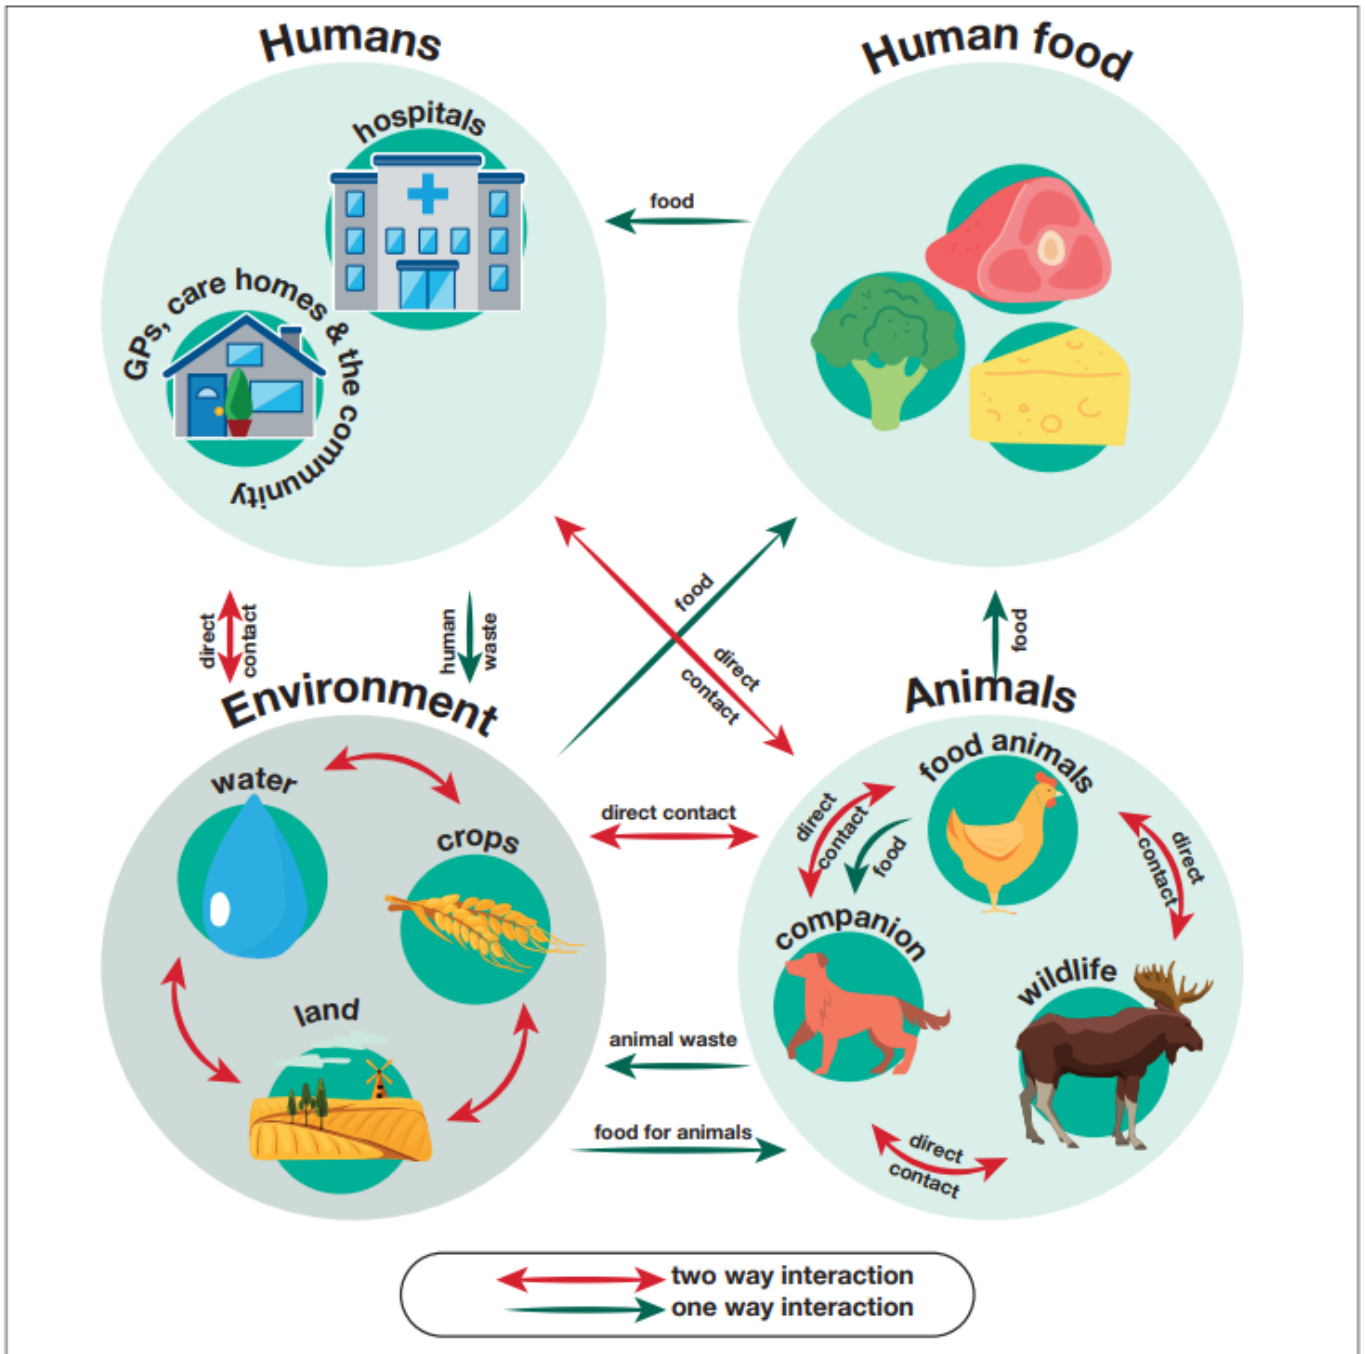 Humans
Human food
hospitals
GPs, care homes & the community
food
direct
contact
human
waste
food
direct
contact
food
Environment
Animals
water
crops
land
direct contact
animal waste
food for animals
food animals
direct
contact
food
direct
contact
companion
wildlife
direct
contact
two way interaction
one way interaction